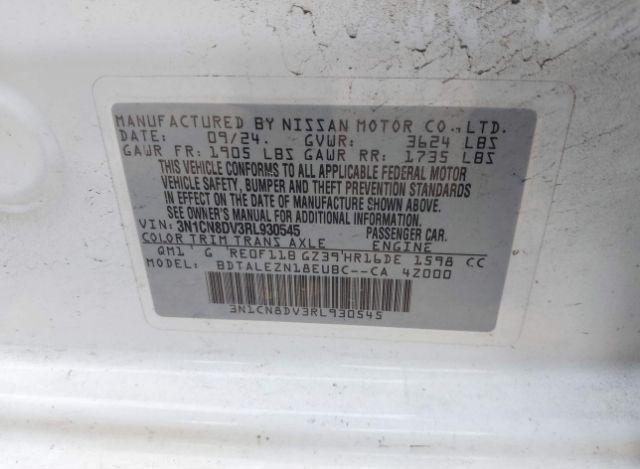 MANUFACTURED BY NISSAN MOTOR CO., LTD.
DATE: 09/24. GVWR: 3624 LBS
GAWR FR: 1905 LBS GAWR RR: 1735 LBS
THIS VEHICLE CONFORMS TO ALL APPLICABLE FEDERAL MOTOR
VEHICLE SAFETY, BUMPER AND THEFT PREVENTION STANDARDS
IN EFFECT ON THE DATE OF MANUFACTURE SHOWN ABOVE.
SEE OWNER'S MANUAL FOR ADDITIONAL INFORMATION.
VIN: 3N1CN8DV3RL930545 PASSENGER CAR.
COLOR TRIM TRANS AXLE ENGINE
QM1 G RE0F11B GZ39 HR16DE 1598 CC
MODEL: BDTALEZN18EUBC--CA 4Z000
3N1CN8DV3RL930545